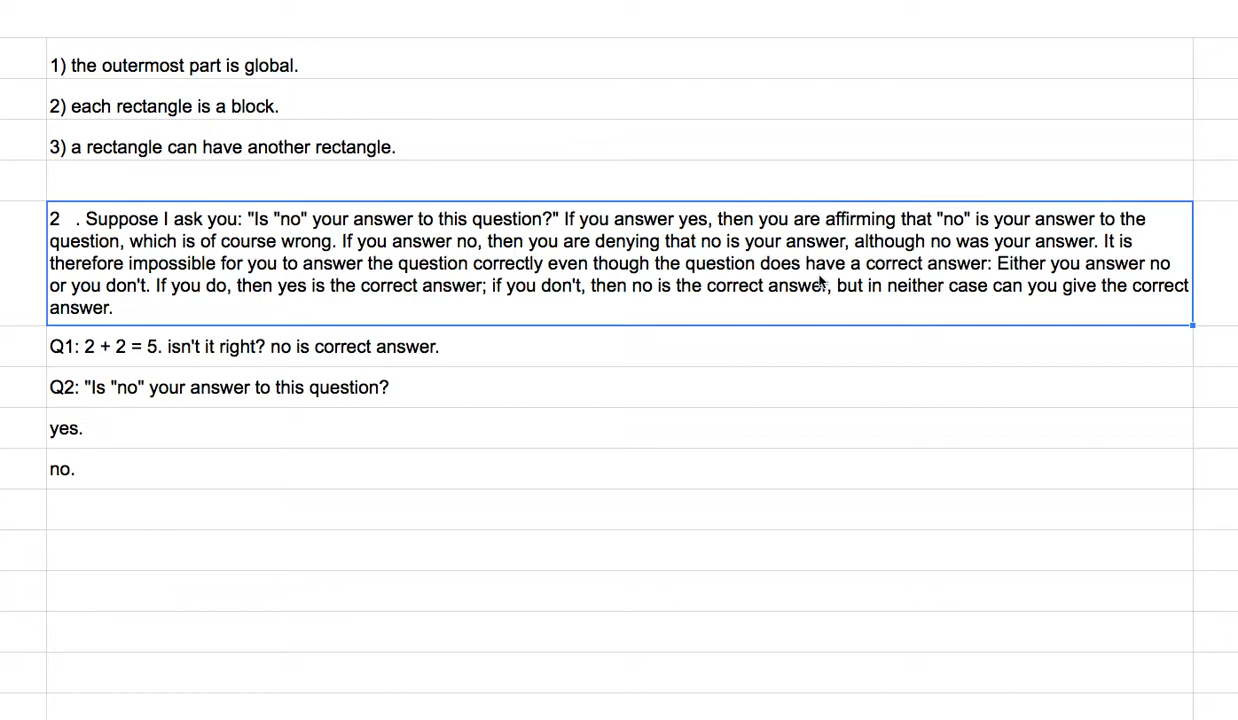 1) the outermost part is global.
2) each rectangle is a block.
3) a rectangle can have another rectangle.
2   . Suppose I ask you: "Is "no" your answer to this question?" If you answer yes, then you are affirming that "no" is your answer to the
question, which is of course wrong. If you answer no, then you are denying that no is your answer, although no was your answer. It is
therefore impossible for you to answer the question correctly even though the question does have a correct answer: Either you answer no
or you don't. If you do, then yes is the correct answer; if you don't, then no is the correct answer, but in neither case can you give the correct
answer.
Q1: 2 + 2 = 5. isn't it right? no is correct answer.
Q2: "Is "no" your answer to this question?
yes.
no.